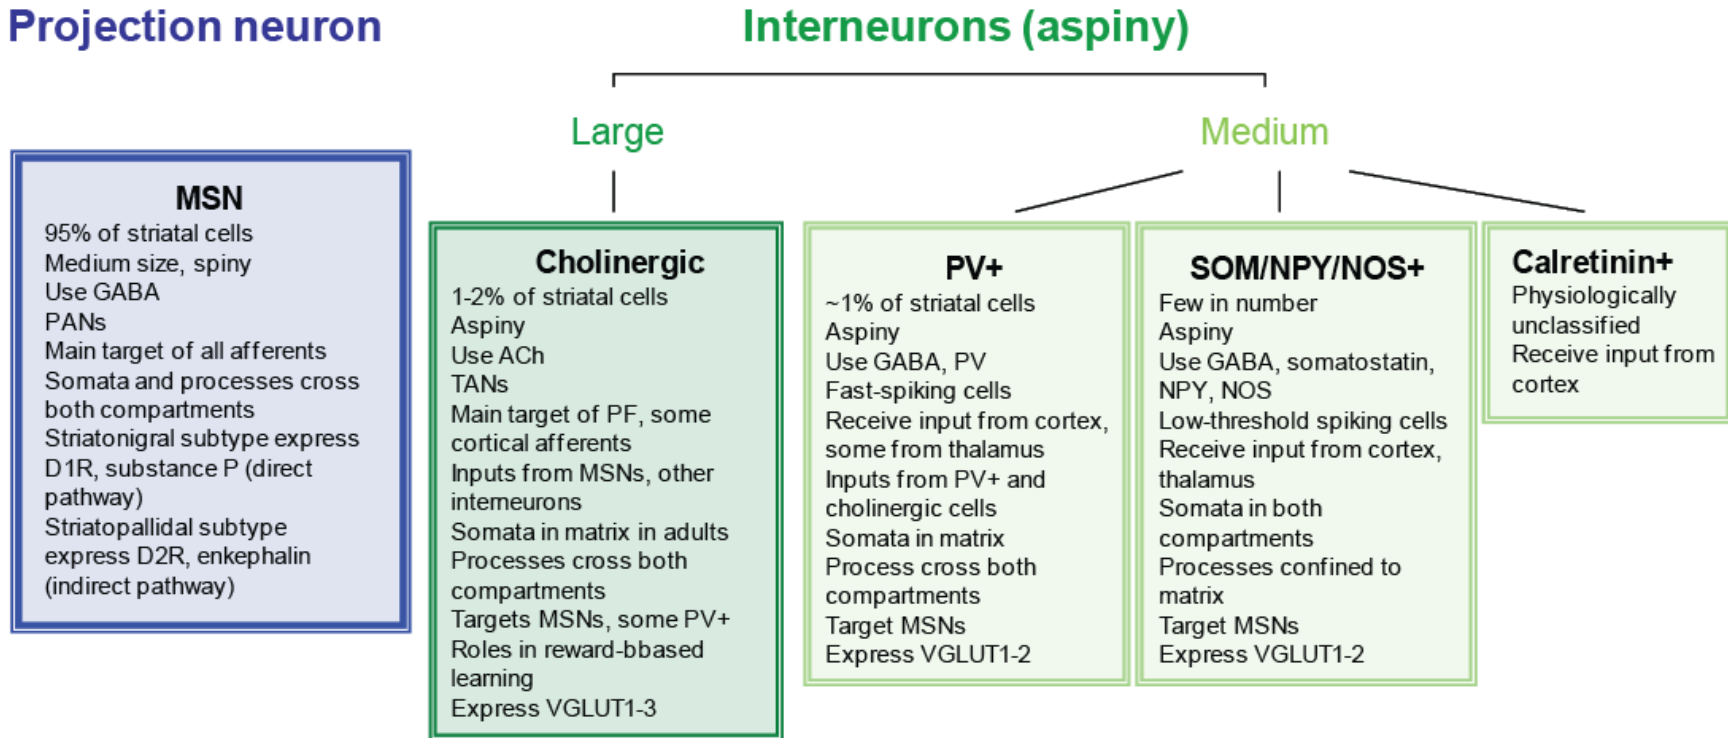 Projection neuron
Interneurons (aspiny)
Large
Medium
MSN
95% of striatal cells
Medium size, spiny
Use GABA
PANs
Main target of all afferents
Somata and processes cross
both compartments
Striatonigral subtype express
D1R, substance P (direct
pathway)
Striatopallidal subtype
express D2R, enkephalin
(indirect pathway)
Cholinergic
1-2% of striatal cells
Aspiny
Use ACh
TANs
Main target of PF, some
cortical afferents
Inputs from MSNs, other
interneurons
Somata in matrix in adults
Processes cross both
compartments
Targets MSNs, some PV+
Roles in reward-bbased
learning
Express VGLUT1-3
PV+
~1% of striatal cells
Aspiny
Use GABA, PV
Fast-spiking cells
Receive input from cortex,
some from thalamus
Inputs from PV+ and
cholinergic cells
Somata in matrix
Process cross both
compartments
Target MSNs
Express VGLUT1-2
SOM/NPY/NOS+
Few in number
Aspiny
Use GABA, somatostatin,
NPY, NOS
Low-threshold spiking cells
Receive input from cortex,
thalamus
Somata in both
compartments
Processes confined to
matrix
Target MSNs
Express VGLUT1-2
Calretinin+
Physiologically
unclassified
Receive input from
cortex